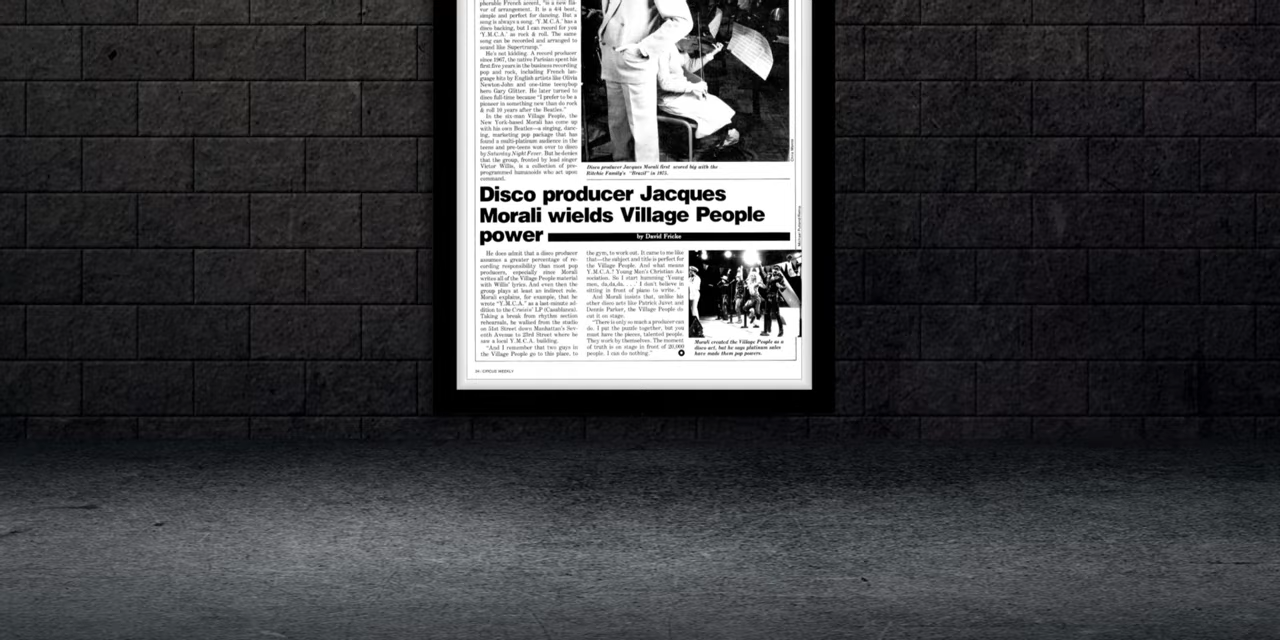 pherable French accent, "is a new fla-
vor of arrangement. It is a 4/4 beat,
simple and perfect for dancing. But a
song is always a song. 'Y.M.C.A.' has a
disco backing, but I can record for you
'Y.M.C.A.' as rock & roll. The same
song can be recorded and arranged to
sound like Supertramp."
He's not kidding. A record producer
since 1967, the native Parisian spent his
first five years in the business recording
pop and rock, including French lan-
guage hits by English artists like Olivia
Newton-John and one-time teenybop
hero Gary Glitter. He later turned to
disco full-time because "I prefer to be a
pioneer in something new than do rock
& roll 10 years after the Beatles."
In the six-man Village People, the
New York-based Morali has come up
with his own Beatles—a singing, danc-
ing, marketing pop package that has
found a multi-platinum audience in the
teens and pre-teens won over to disco
by Saturday Night Fever. But he denies
that the group, fronted by lead singer
Victor Willis, is a collection of pre-
programmed humanoids who act upon
command.
Disco producer Jacques Morali first scored big with the
Ritchie Family's "Brazil" in 1975.
Disco producer Jacques
Morali wields Village People
power
by David Fricke
He does admit that a disco producer
assumes a greater percentage of re-
cording responsibility than most pop
producers, especially since Morali
writes all of the Village People material
with Willis' lyrics. And even then the
group plays at least an indirect role.
Morali explains, for example, that he
wrote "Y.M.C.A." as a last-minute ad-
dition to the Cruisin' LP (Casablanca).
Taking a break from rhythm section
rehearsals, he walked from the studio
on 51st Street down Manhattan's Sev-
enth Avenue to 23rd Street where he
saw a local Y.M.C.A. building.
"And I remember that two guys in
the Village People go to this place, to
the gym, to work out. It came to me like
that—the subject and title is perfect for
the Village People. And what means
Y.M.C.A.? Young Men's Christian As-
sociation. So I start humming 'Young
men, da,da,da. . . .' I don't believe in
sitting in front of piano to write."
And Morali insists that, unlike his
other disco acts like Patrick Juvet and
Dennis Parker, the Village People do
cut it on stage.
"There is only so much a producer can
do. I put the puzzle together, but you
must have the pieces, talented people.
They work by themselves. The moment
of truth is on stage in front of 20,000
people. I can do nothing."
Morali created the Village People as a
disco act, but he says platinum sales
have made them pop powers.
CIRCUS WEEKLY